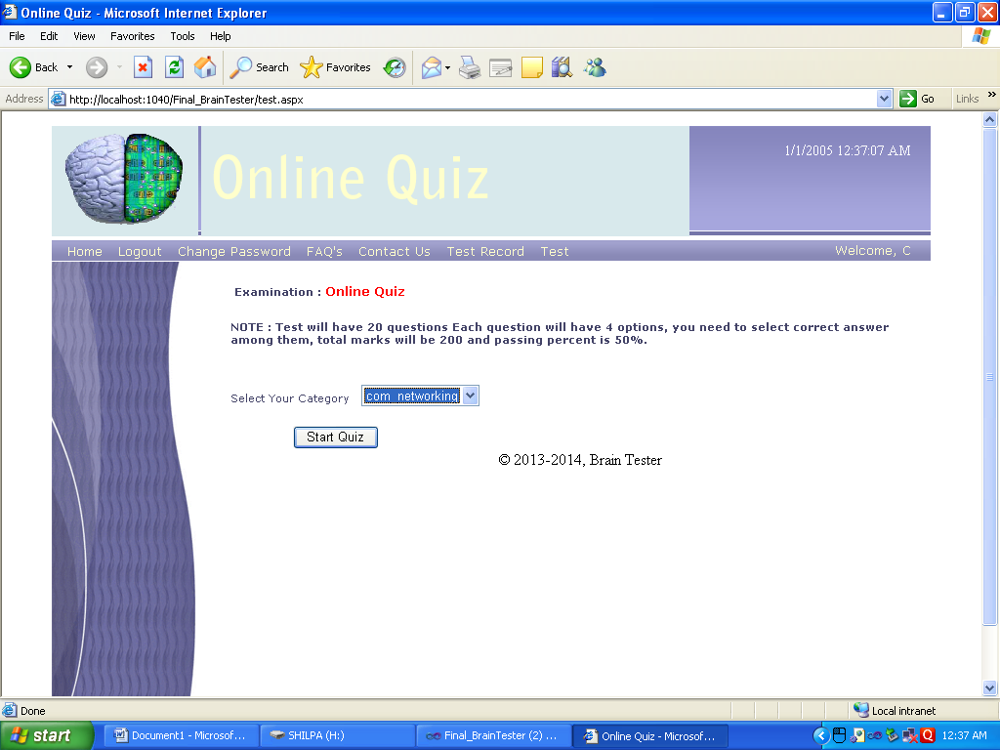 Online Quiz - Microsoft Internet Explorer
File Edit View Favorites Tools Help
Back Search Favorites
Address http://localhost:1040/Final_BrainTester/test.aspx Go Links »
Online Quiz
1/1/2005 12:37:07 AM
Home Logout Change Password FAQ's Contact Us Test Record Test Welcome, C
Examination : Online Quiz
NOTE : Test will have 20 questions Each question will have 4 options, you need to select correct answer
among them, total marks will be 200 and passing percent is 50%.
Select Your Category com_networking
Start Quiz
© 2013-2014, Brain Tester
Done Local intranet
start Document1 - Microsof... SHILPA (H:) Final_BrainTester (2) ... Online Quiz - Microsof... 12:37 AM